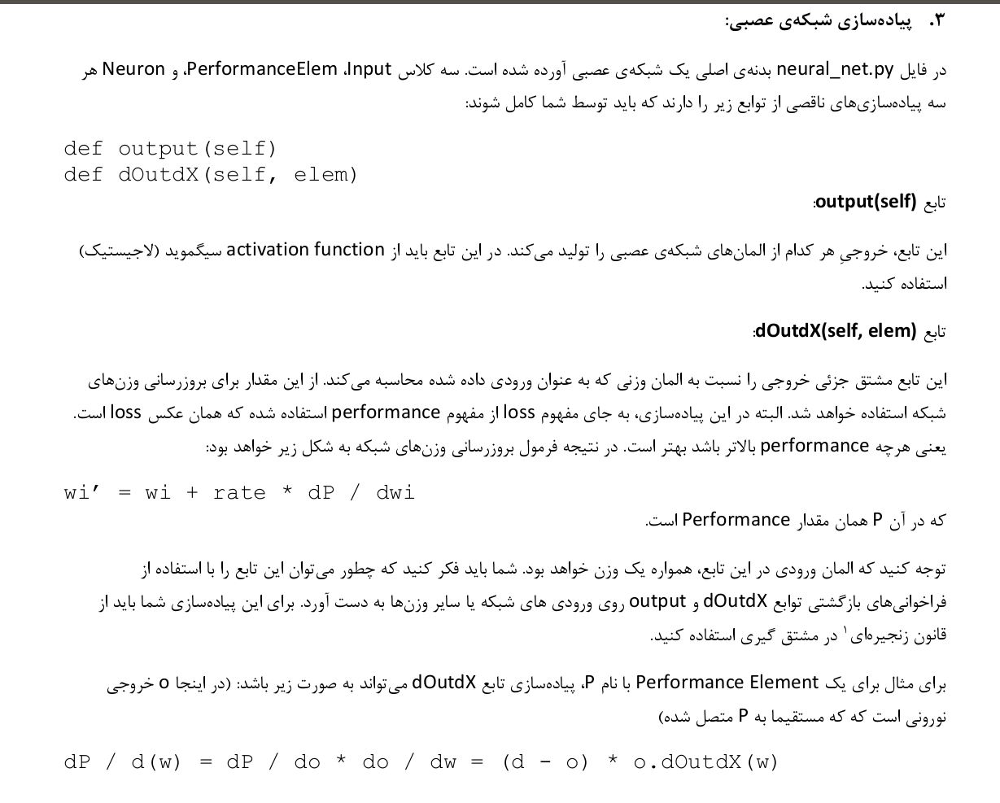 ۳. پیاده‌سازی شبکه‌ی عصبی:
در فایل neural_net.py بدنه‌ی اصلی یک شبکه‌ی عصبی آورده شده است. سه کلاس Input، PerformanceElem، و Neuron هر
سه پیاده‌سازی‌های ناقصی از توابع زیر را دارند که باید توسط شما کامل شوند:
def output(self)
def dOutdX(self, elem)
تابع output(self):
این تابع، خروجیِ هر کدام از المان‌های شبکه‌ی عصبی را تولید می‌کند. در این تابع باید از activation function سیگموید (لاجیستیک)
استفاده کنید.
تابع dOutdX(self, elem):
این تابع مشتق جزئی خروجی را نسبت به المان وزنی که به عنوان ورودی داده شده محاسبه می‌کند. از این مقدار برای بروزرسانی وزن‌های
شبکه استفاده خواهد شد. البته در این پیاده‌سازی، به جای مفهوم loss از مفهوم performance استفاده شده که همان عکس loss است.
یعنی هرچه performance بالاتر باشد بهتر است. در نتیجه فرمول بروزرسانی وزن‌های شبکه به شکل زیر خواهد بود:
wi’ = wi + rate * dP / dwi
که در آن P همان مقدار Performance است.
توجه کنید که المان ورودی در این تابع، همواره یک وزن خواهد بود. شما باید فکر کنید که چطور می‌توان این تابع را با استفاده از
فراخوانی‌های بازگشتی توابع dOutdX و output روی ورودی های شبکه یا سایر وزن‌ها به دست آورد. برای این پیاده‌سازی شما باید از
قانون زنجیره‌ای۱ در مشتق گیری استفاده کنید.
برای مثال برای یک Performance Element با نام P، پیاده‌سازی تابع dOutdX می‌تواند به صورت زیر باشد: (در اینجا o خروجی
نورونی است که که مستقیما به P متصل شده)
dP / d(w) = dP / do * do / dw = (d - o) * o.dOutdX(w)